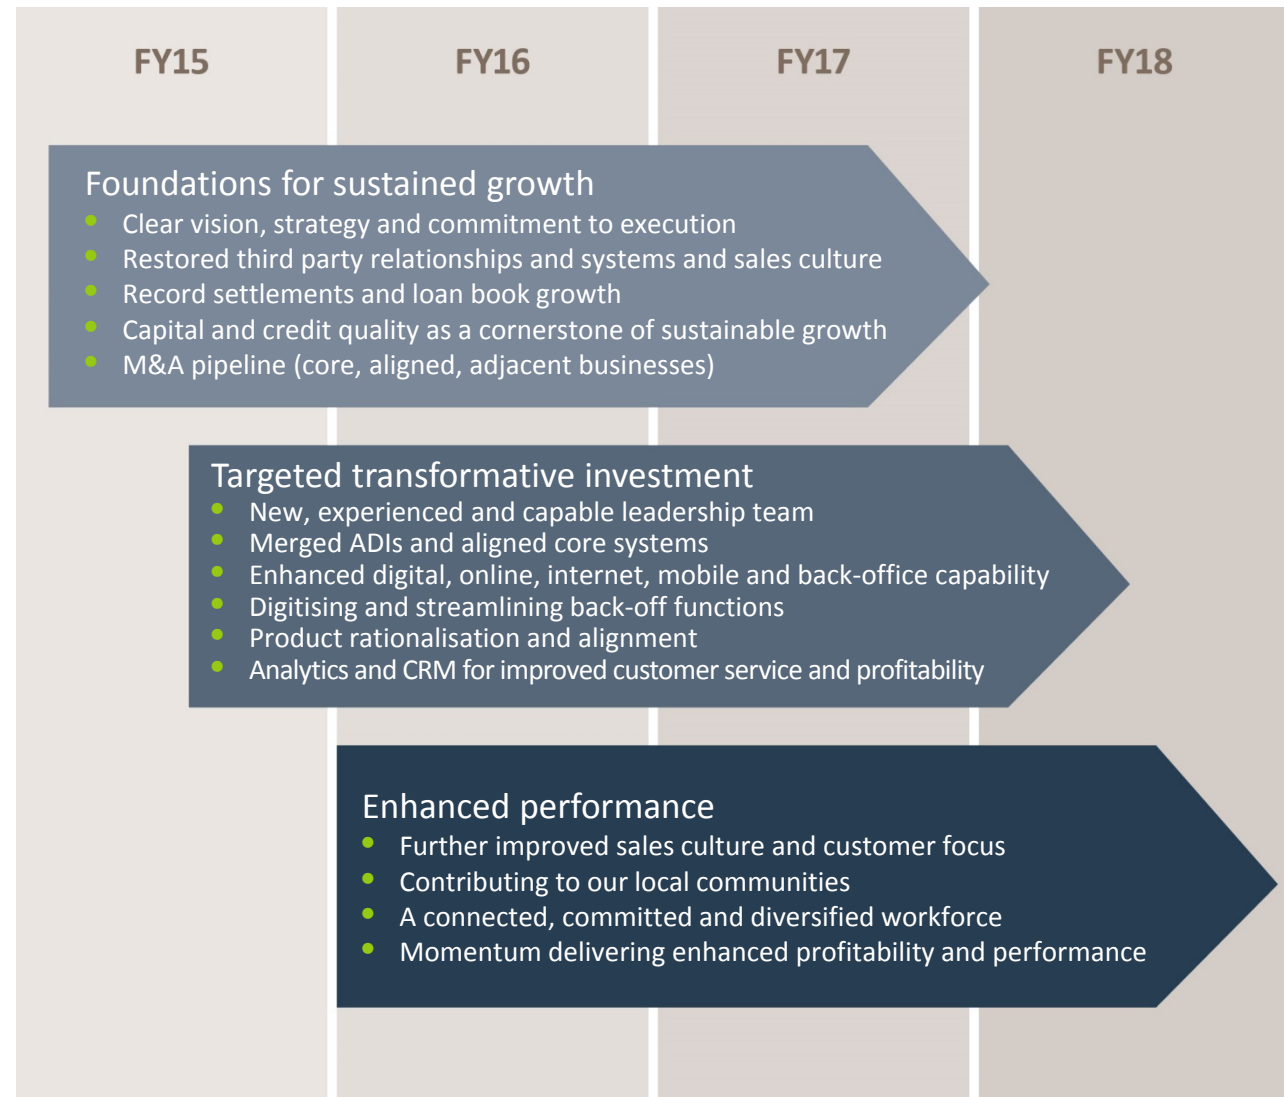 FY15 FY16 FY17 FY18
Foundations for sustained growth
• Clear vision, strategy and commitment to execution
• Restored third party relationships and systems and sales culture
• Record settlements and loan book growth
• Capital and credit quality as a cornerstone of sustainable growth
• M&A pipeline (core, aligned, adjacent businesses)
Targeted transformative investment
• New, experienced and capable leadership team
• Merged ADIs and aligned core systems
• Enhanced digital, online, internet, mobile and back-office capability
• Digitising and streamlining back-off functions
• Product rationalisation and alignment
• Analytics and CRM for improved customer service and profitability
Enhanced performance
• Further improved sales culture and customer focus
• Contributing to our local communities
• A connected, committed and diversified workforce
• Momentum delivering enhanced profitability and performance